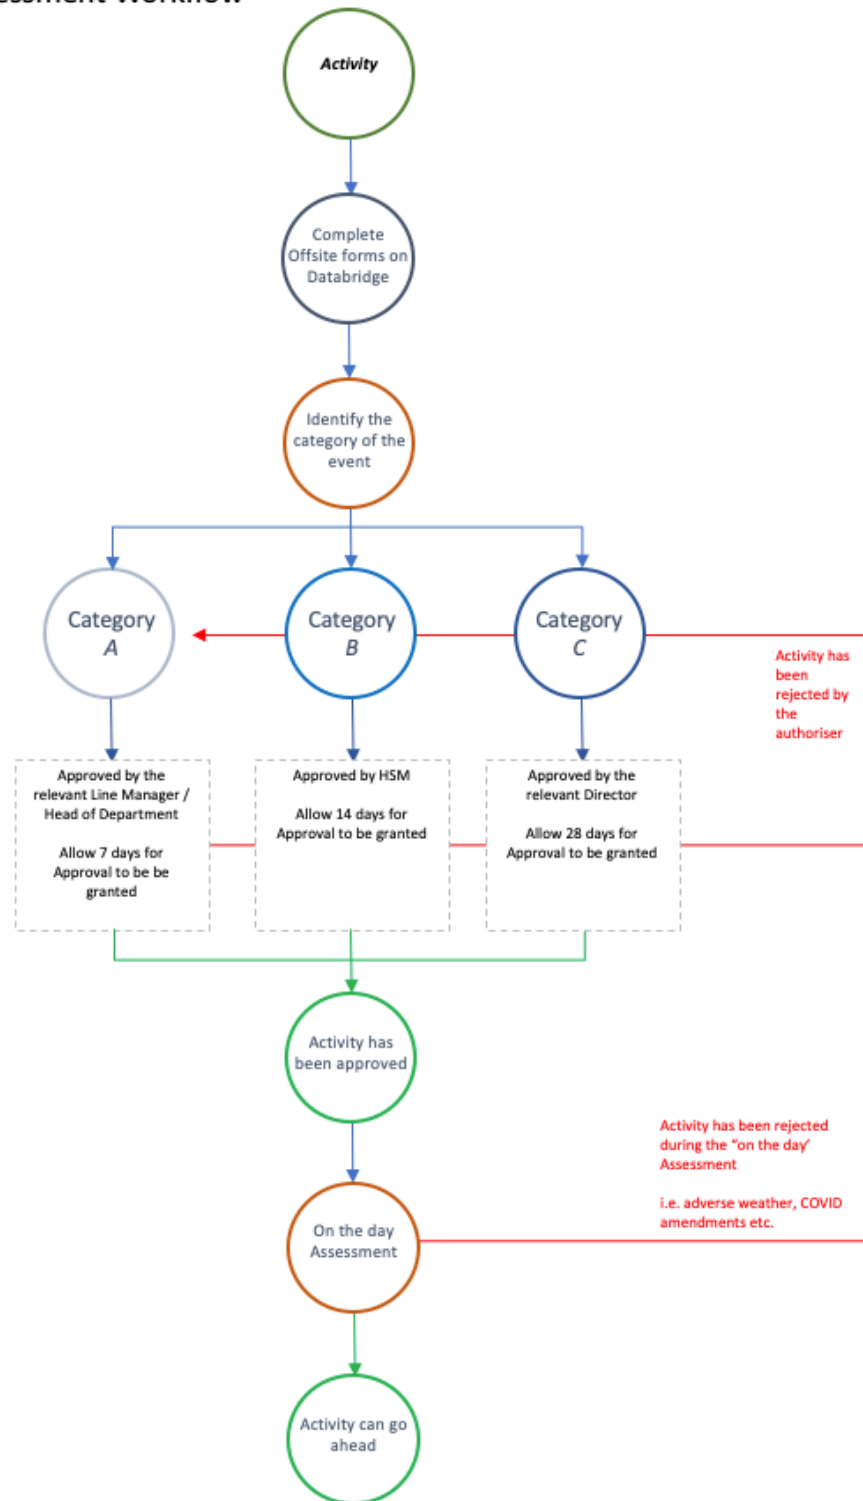 Activity
Complete
Offsite forms on
Databridge
Identify the
category of the
event
Category
A
Category
B
Category
C
Activity has
been
rejected by
the
authoriser
Approved by the
relevant Line Manager /
Head of Department
Allow 7 days for
Approval to be be
granted
Approved by HSM
Allow 14 days for
Approval to be granted
Approved by the
relevant Director
Allow 28 days for
Approval to be granted
Activity has
been approved
Activity has been rejected
during the "on the day'
Assessment
i.e. adverse weather, COVID
amendments etc.
On the day
Assessment
Activity can go
ahead